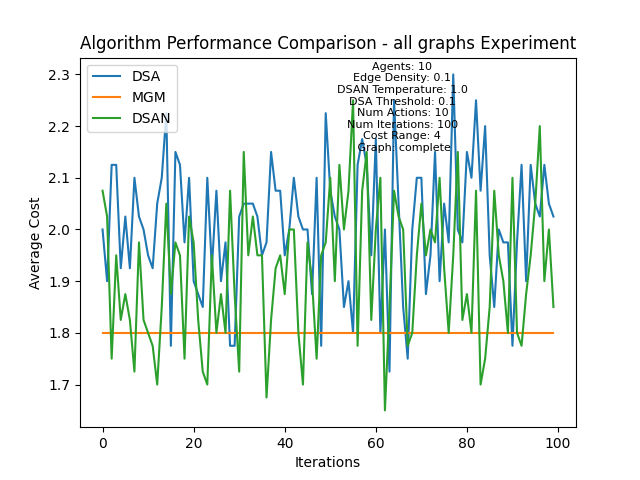 Algorithm Performance Comparison - all graphs Experiment
DSA
MGM
DSAN
Agents: 10
Edge Density: 0.1
DSAN Temperature: 1.0
DSA Threshold: 0.1
Num Actions: 10
Num Iterations: 100
Cost Range: 4
Graph: complete
2.3
2.2
2.1
2.0
1.9
1.8
1.7
Average Cost
0 20 40 60 80 100
Iterations